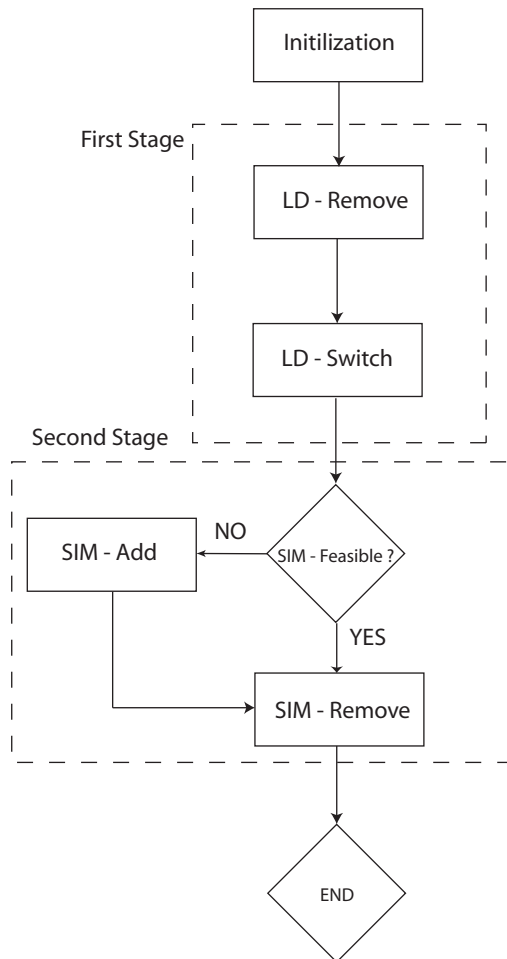 Initilization
First Stage
LD - Remove
LD - Switch
Second Stage
NO
SIM - Add
SIM - Feasible ?
YES
SIM - Remove
END